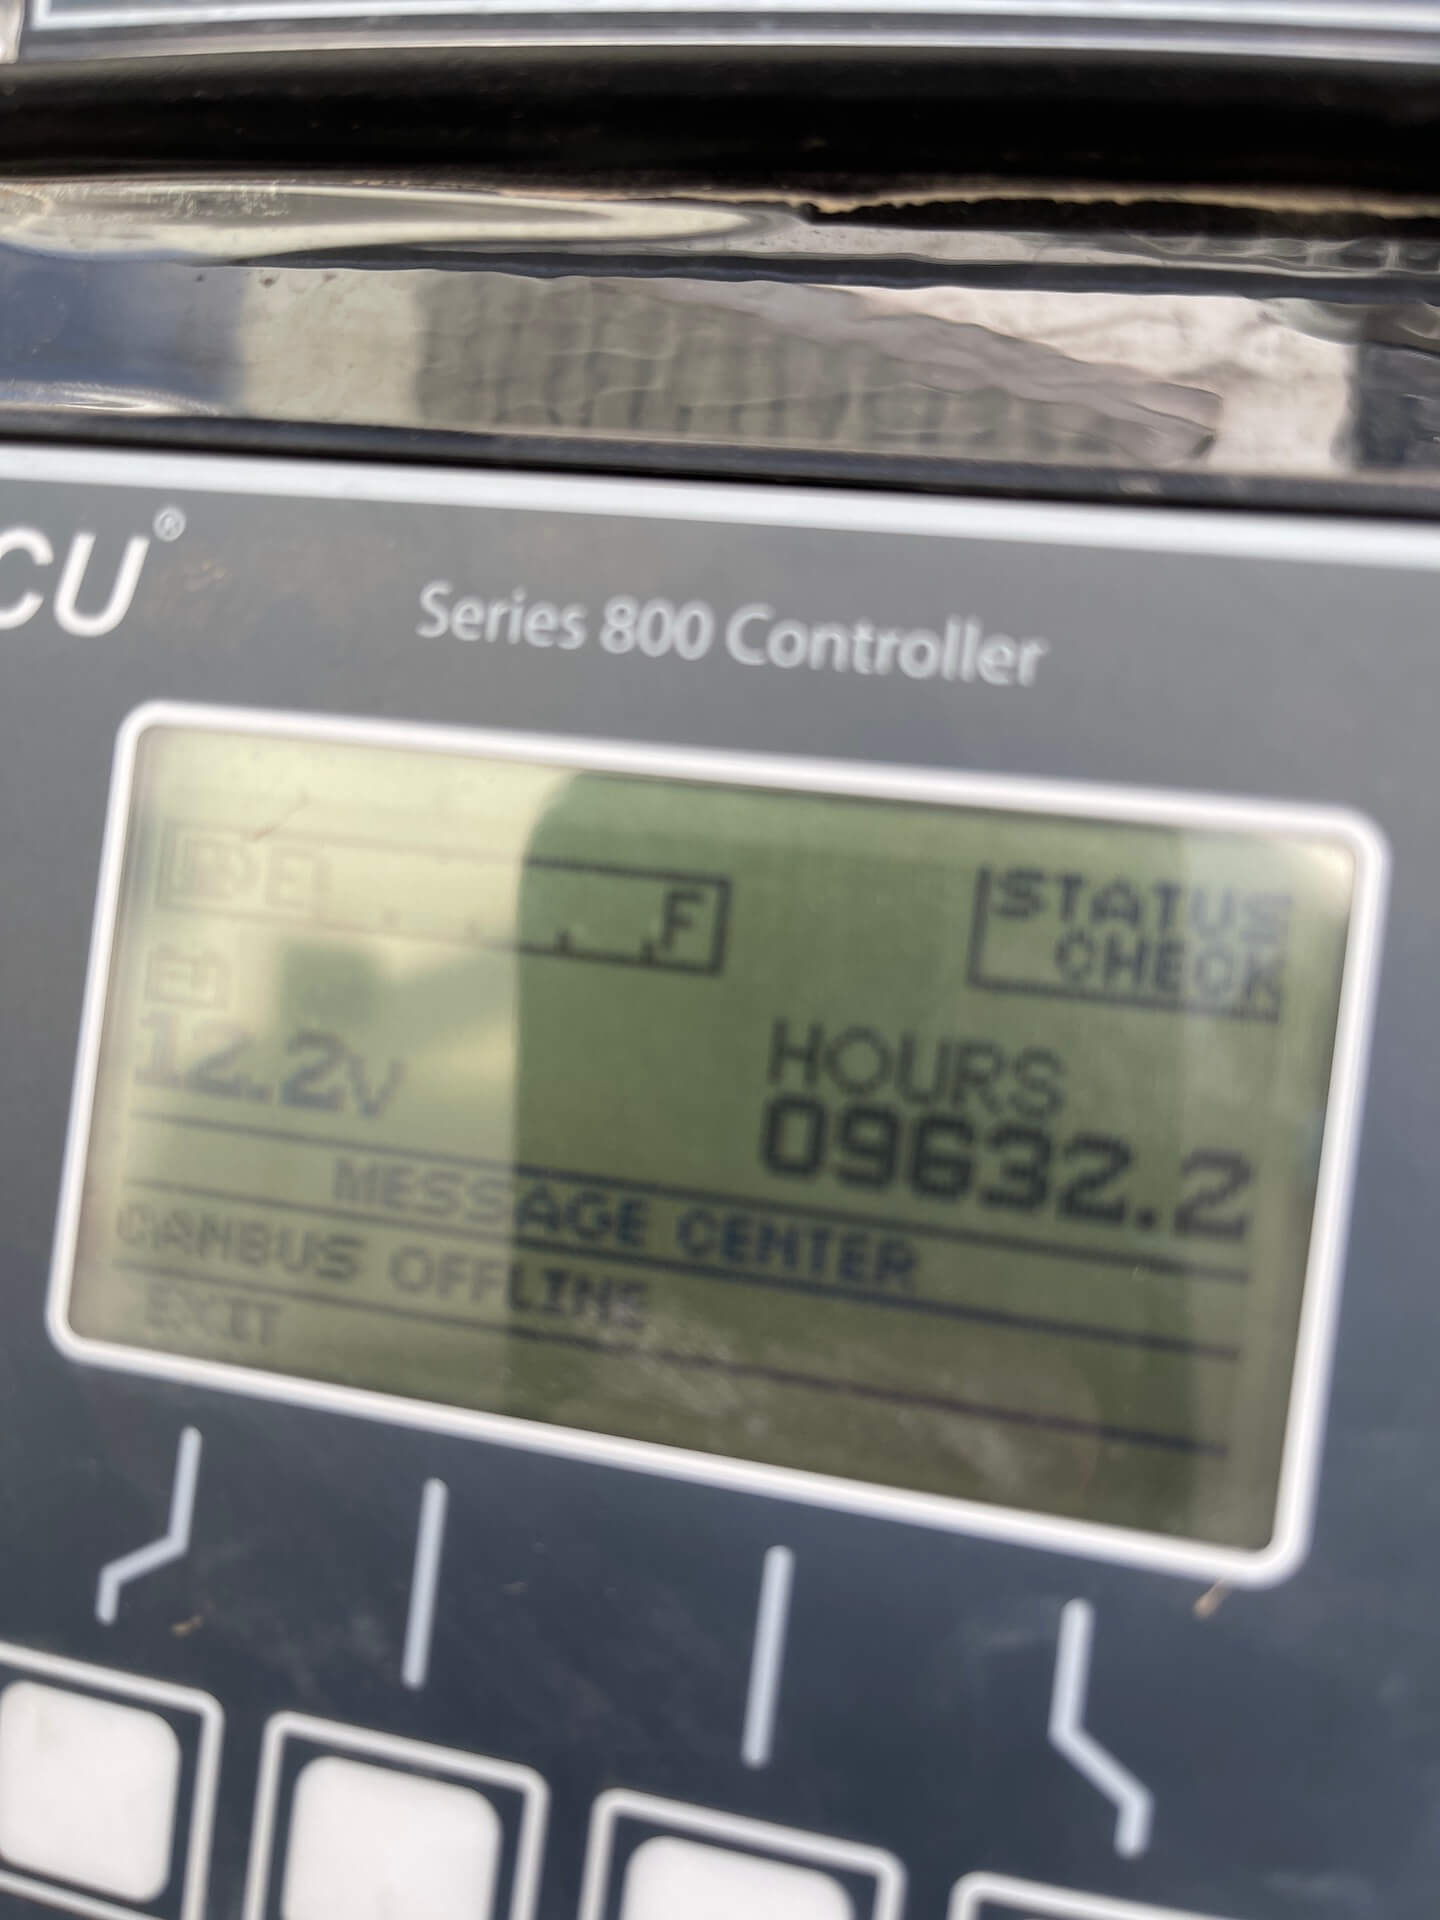 CU®
Series 800 Controller
E F
STATUS
CHECK
12.2V
HOURS
09632.2
MESSAGE CENTER
CANBUS OFFLINE
EXIT